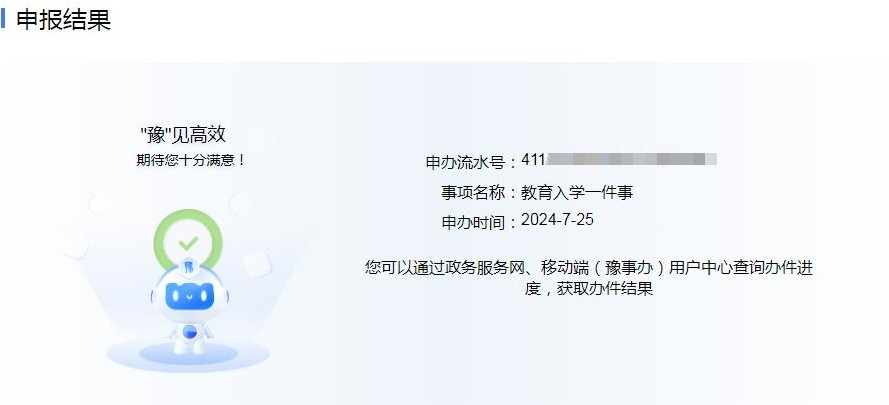 申报结果
"豫"见高效
期待您十分满意！
申办流水号：411
事项名称：教育入学一件事
申办时间：2024-7-25
您可以通过政务服务网、移动端（豫事办）用户中心查询办件进
度，获取办件结果
豫